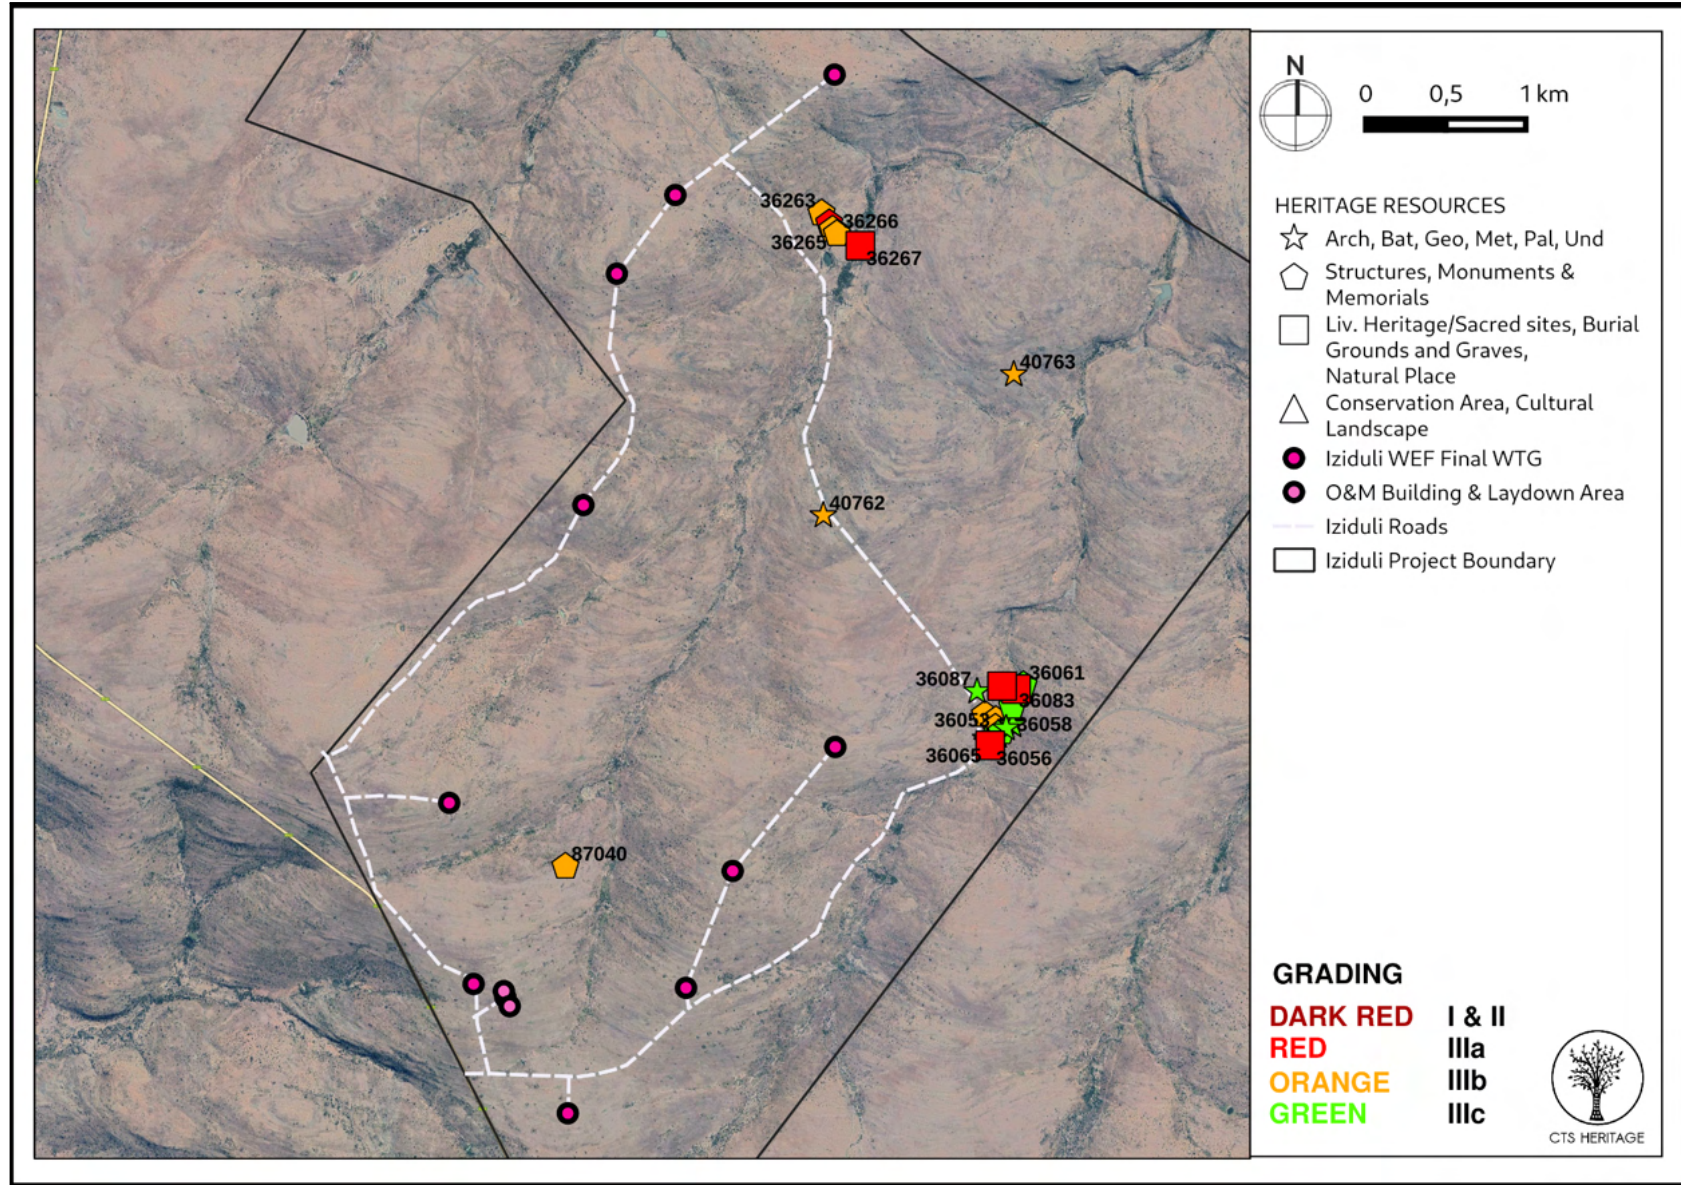 N
0 0,5 1 km
HERITAGE RESOURCES
Arch, Bat, Geo, Met, Pal, Und
Structures, Monuments &
Memorials
Liv. Heritage/Sacred sites, Burial
Grounds and Graves,
Natural Place
Conservation Area, Cultural
Landscape
Iziduli WEF Final WTG
O&M Building & Laydown Area
Iziduli Roads
Iziduli Project Boundary
GRADING
DARK RED I & II
RED IIIa
ORANGE IIIb
GREEN IIIc
CTS HERITAGE
36263
36266
36265
36267
40763
40762
36087
36061
36083
36058
36065
36056
87040